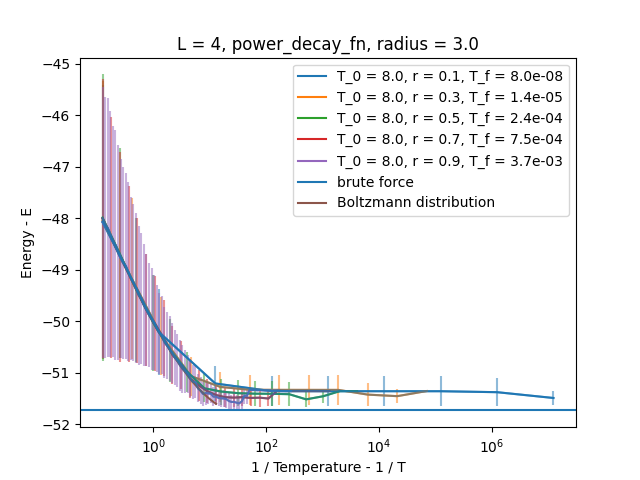 L = 4, power_decay_fn, radius = 3.0
T_0 = 8.0, r = 0.1, T_f = 8.0e-08
T_0 = 8.0, r = 0.3, T_f = 1.4e-05
T_0 = 8.0, r = 0.5, T_f = 2.4e-04
T_0 = 8.0, r = 0.7, T_f = 7.5e-04
T_0 = 8.0, r = 0.9, T_f = 3.7e-03
brute force
Boltzmann distribution
Energy - E
−45
−46
−47
−48
−49
−50
−51
−52
10⁰ 10² 10⁴ 10⁶
1 / Temperature - 1 / T